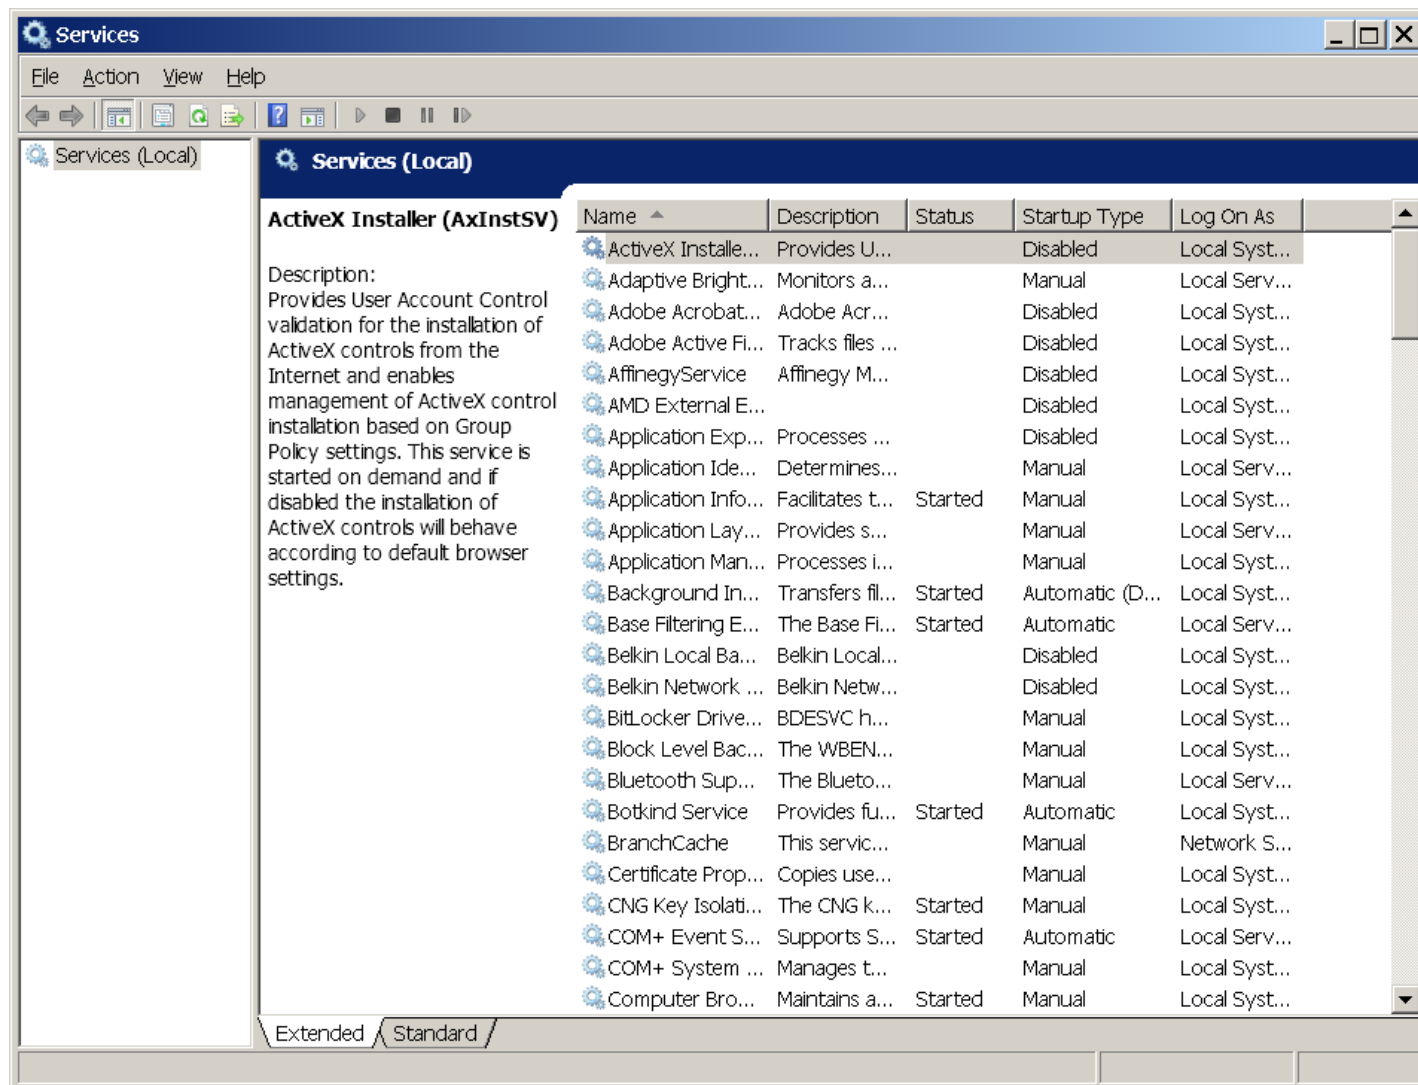 Services
File Action View Help
Services (Local)
Services (Local)
ActiveX Installer (AxInstSV)
Description:
Provides User Account Control
validation for the installation of
ActiveX controls from the
Internet and enables
management of ActiveX control
installation based on Group
Policy settings. This service is
started on demand and if
disabled the installation of
ActiveX controls will behave
according to default browser
settings.
Name Description Status Startup Type Log On As
ActiveX Installe... Provides U... Disabled Local Syst...
Adaptive Bright... Monitors a... Manual Local Serv...
Adobe Acrobat... Adobe Acr... Disabled Local Syst...
Adobe Active Fi... Tracks files ... Disabled Local Syst...
AffinegyService Affinegy M... Disabled Local Syst...
AMD External E... Disabled Local Syst...
Application Exp... Processes ... Disabled Local Syst...
Application Ide... Determines... Manual Local Serv...
Application Info... Facilitates t... Started Manual Local Syst...
Application Lay... Provides s... Manual Local Serv...
Application Man... Processes i... Manual Local Syst...
Background In... Transfers fil... Started Automatic (D... Local Syst...
Base Filtering E... The Base Fi... Started Automatic Local Serv...
Belkin Local Ba... Belkin Local... Disabled Local Syst...
Belkin Network ... Belkin Netw... Disabled Local Syst...
BitLocker Drive... BDESVC h... Manual Local Syst...
Block Level Bac... The WBEN... Manual Local Syst...
Bluetooth Sup... The Blueto... Manual Local Serv...
Botkind Service Provides fu... Started Automatic Local Syst...
BranchCache This servic... Manual Network S...
Certificate Prop... Copies use... Manual Local Syst...
CNG Key Isolati... The CNG k... Started Manual Local Syst...
COM+ Event S... Supports S... Started Automatic Local Serv...
COM+ System ... Manages t... Manual Local Syst...
Computer Bro... Maintains a... Started Manual Local Syst...
Extended Standard